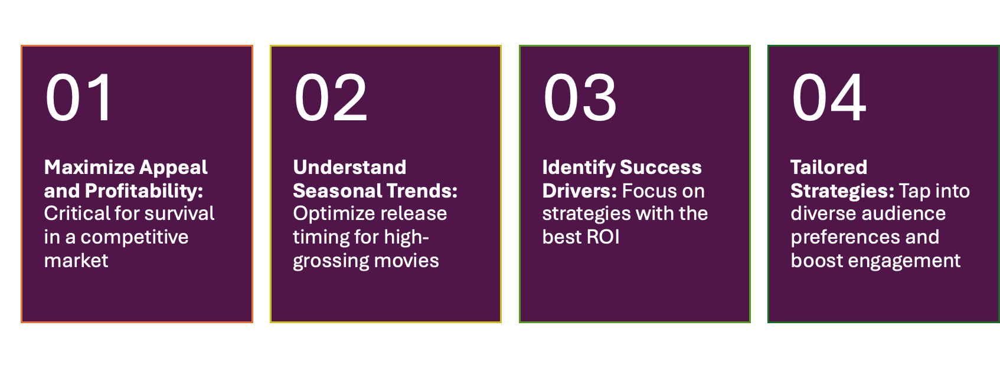 01
Maximize Appeal
and Profitability:
Critical for survival
in a competitive
market
02
Understand
Seasonal Trends:
Optimize release
timing for high-
grossing movies
03
Identify Success
Drivers: Focus on
strategies with the
best ROI
04
Tailored
Strategies: Tap into
diverse audience
preferences and
boost engagement